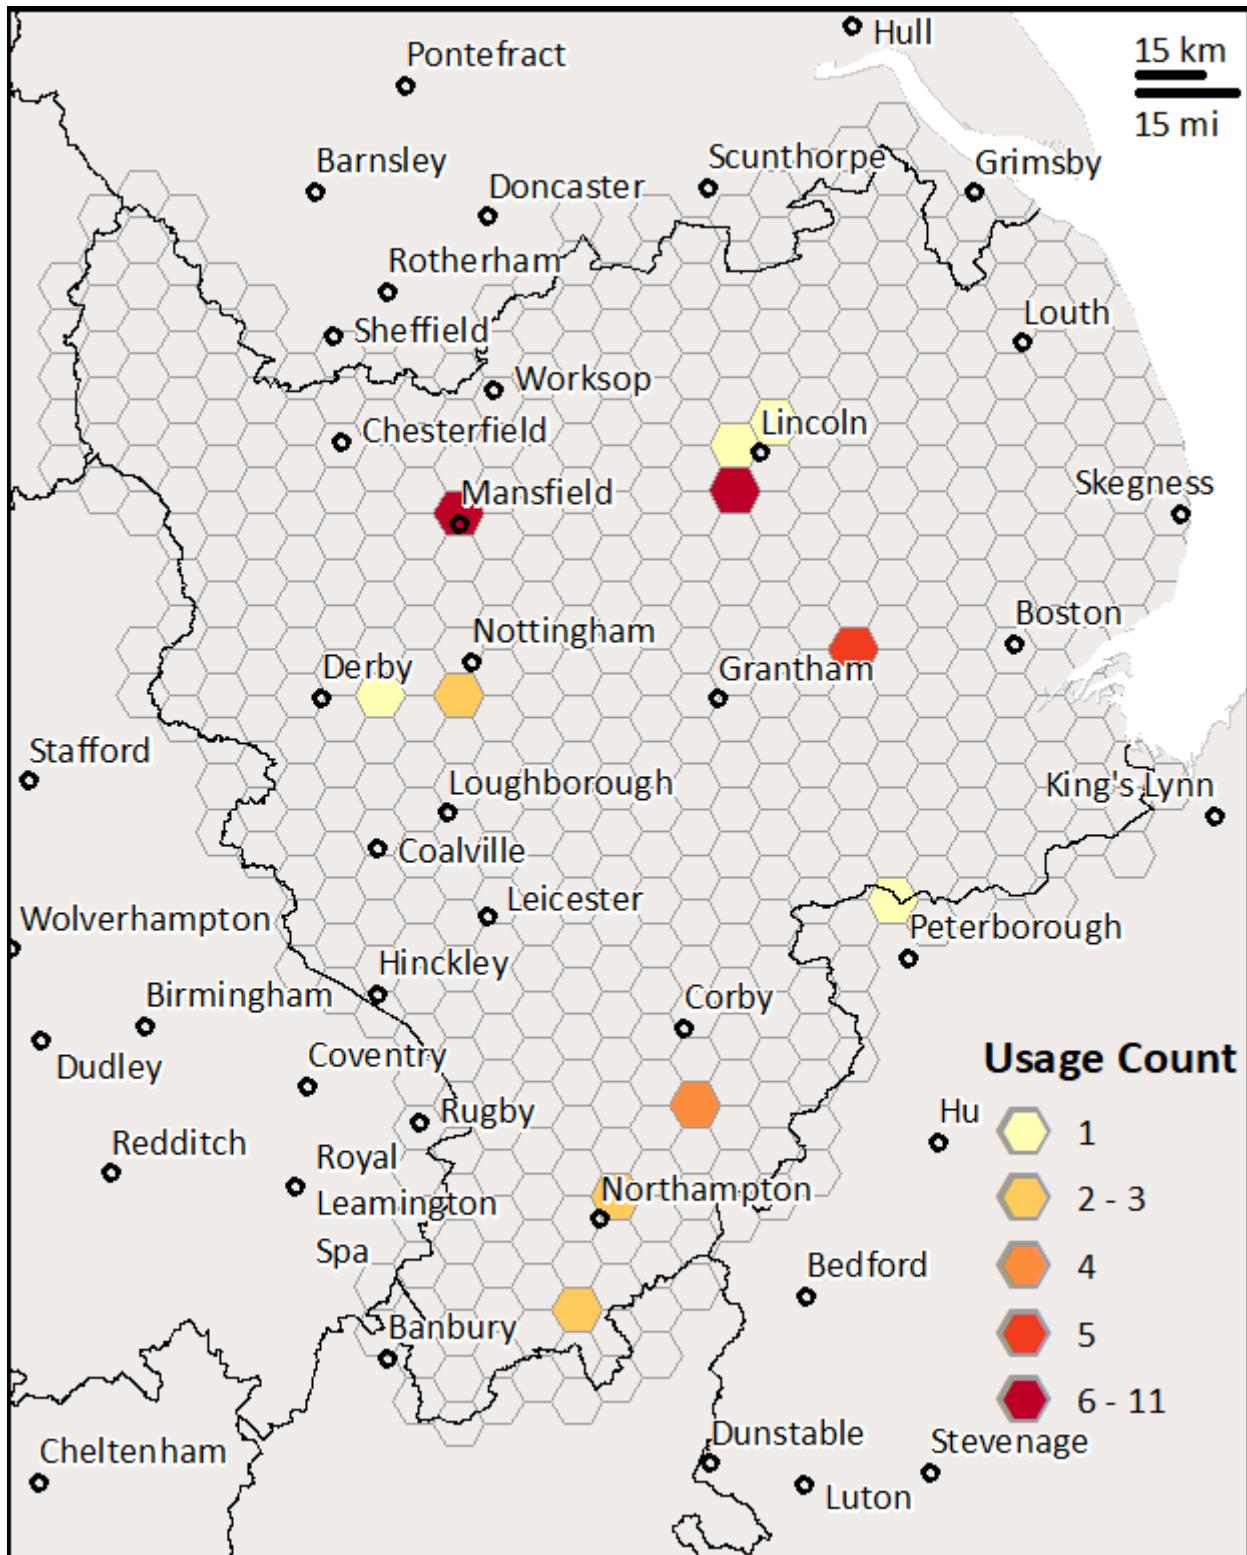 Hull
Pontefract
15 km
15 mi
Barnsley
Scunthorpe
Grimsby
Doncaster
Rotherham
Louth
Sheffield
Worksop
Lincoln
Chesterfield
Skegness
Mansfield
Boston
Nottingham
Derby
Grantham
Stafford
Loughborough
King's Lynn
Coalville
Leicester
Wolverhampton
Peterborough
Hinckley
Birmingham
Corby
Dudley
Coventry
Usage Count
Rugby
Hu
1
Redditch
Royal
Leamington
Spa
Northampton
2 - 3
Bedford
4
Banbury
5
6 - 11
Cheltenham
Dunstable
Stevenage
Luton